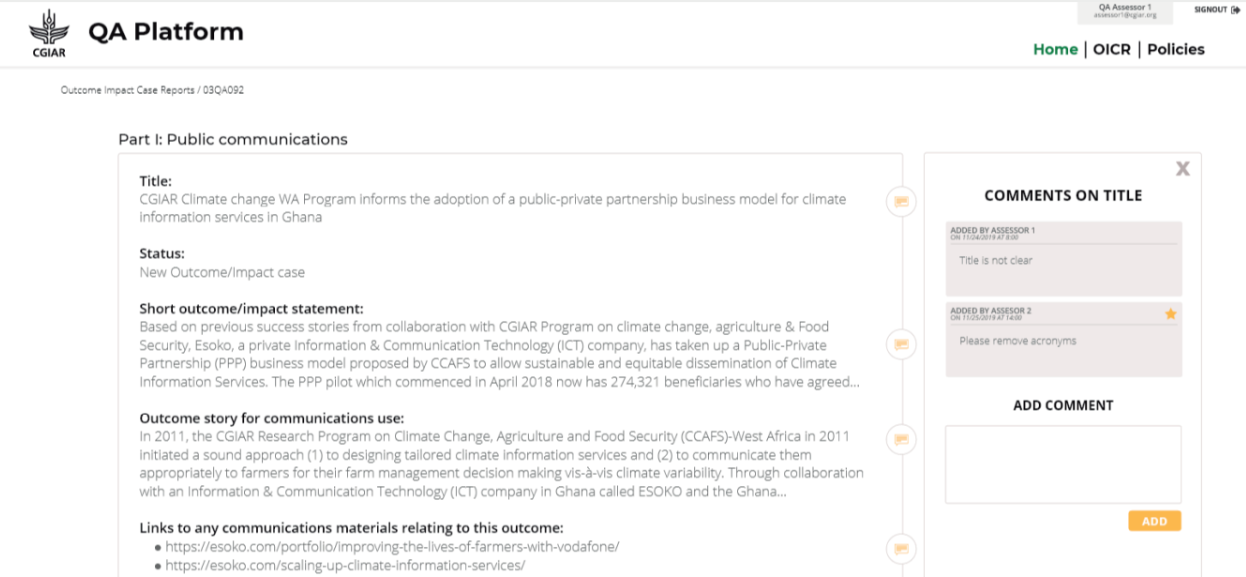 CGIAR
QA Platform
QA Assessor 1
assessor1@cgiar.org
SIGNOUT
Home | OICR | Policies
Outcome Impact Case Reports / 03QA092
Part I: Public communications
Title:
CGIAR Climate change WA Program informs the adoption of a public-private partnership business model for climate
information services in Ghana
Status:
New Outcome/Impact case
Short outcome/impact statement:
Based on previous success stories from collaboration with CGIAR Program on climate change, agriculture & Food
Security, Esoko, a private Information & Communication Technology (ICT) company, has taken up a Public-Private
Partnership (PPP) business model proposed by CCAFS to allow sustainable and equitable dissemination of Climate
Information Services. The PPP pilot which commenced in April 2018 now has 274,321 beneficiaries who have agreed...
Outcome story for communications use:
In 2011, the CGIAR Research Program on Climate Change, Agriculture and Food Security (CCAFS)-West Africa in 2011
initiated a sound approach (1) to designing tailored climate information services and (2) to communicate them
appropriately to farmers for their farm management decision making vis-à-vis climate variability. Through collaboration
with an Information & Communication Technology (ICT) company in Ghana called ESOKO and the Ghana...
Links to any communications materials relating to this outcome:
• https://esoko.com/portfolio/improving-the-lives-of-farmers-with-vodafone/
• https://esoko.com/scaling-up-climate-information-services/
X
COMMENTS ON TITLE
ADDED BY ASSESSOR 1
ON 11/24/2019 AT 8:00
Title is not clear
ADDED BY ASSESOR 2
ON 11/25/2019 AT 14:00
Please remove acronyms
ADD COMMENT
ADD